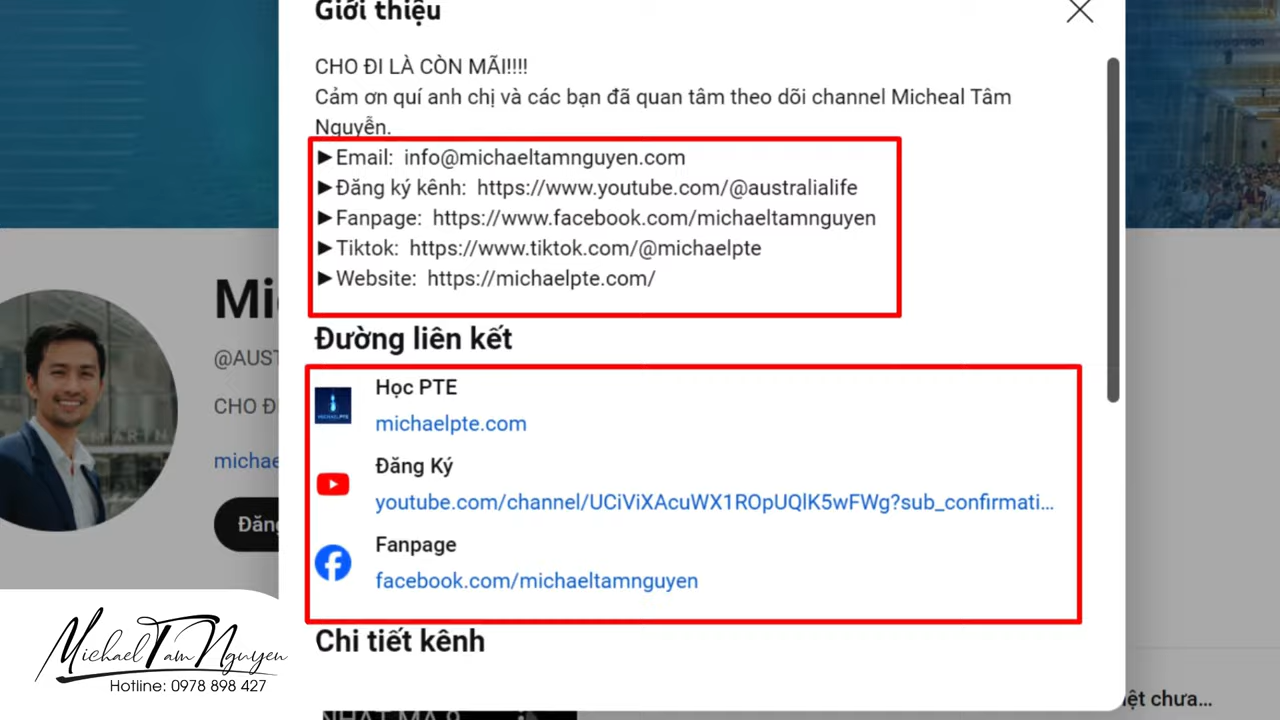 Giới thiệu
CHO ĐI LÀ CÒN MÃI!!!!
Cảm ơn quí anh chị và các bạn đã quan tâm theo dõi channel Micheal Tâm
Nguyễn.
►Email: info@michaeltamnguyen.com
►Đăng ký kênh: https://www.youtube.com/@australialife
►Fanpage: https://www.facebook.com/michaeltamnguyen
►Tiktok: https://www.tiktok.com/@michaelpte
►Website: https://michaelpte.com/
Mi
@AUST
CHO Đ
michae
Đăn
Đường liên kết
Học PTE
michaelpte.com
Đăng Ký
youtube.com/channel/UCiViXAcuWX1ROpUQlK5wFWg?sub_confirmati...
Fanpage
facebook.com/michaeltamnguyen
Chi tiết kênh
Michael Tam Nguyen
Hotline: 0978 898 427
ệt chưa...